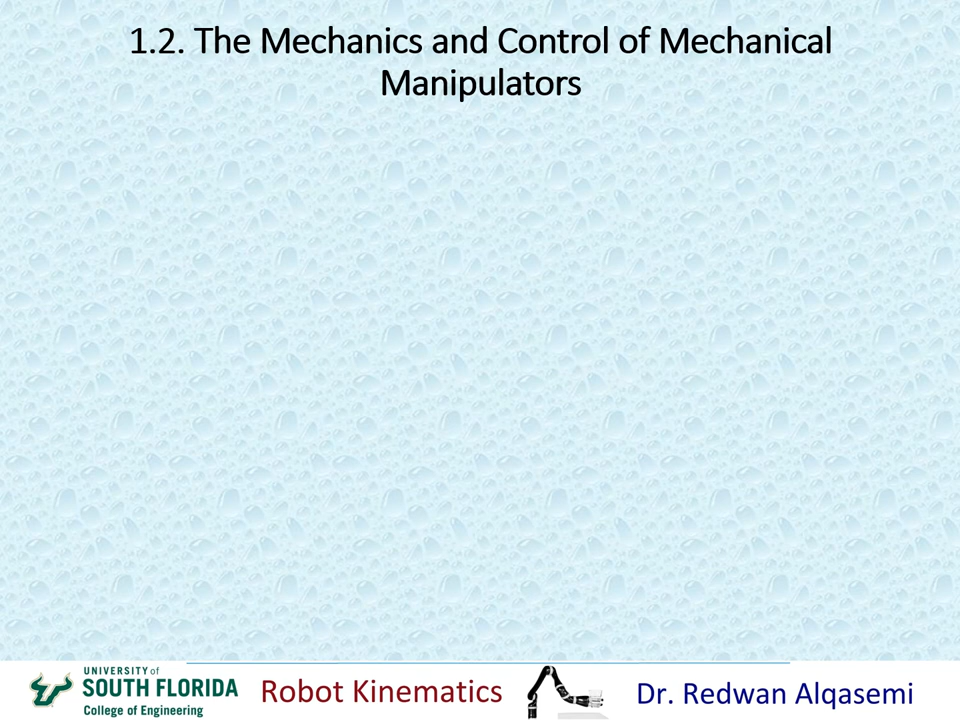 1.2. The Mechanics and Control of Mechanical
Manipulators
UNIVERSITY of
SOUTH FLORIDA
College of Engineering
Robot Kinematics
Dr. Redwan Alqasemi